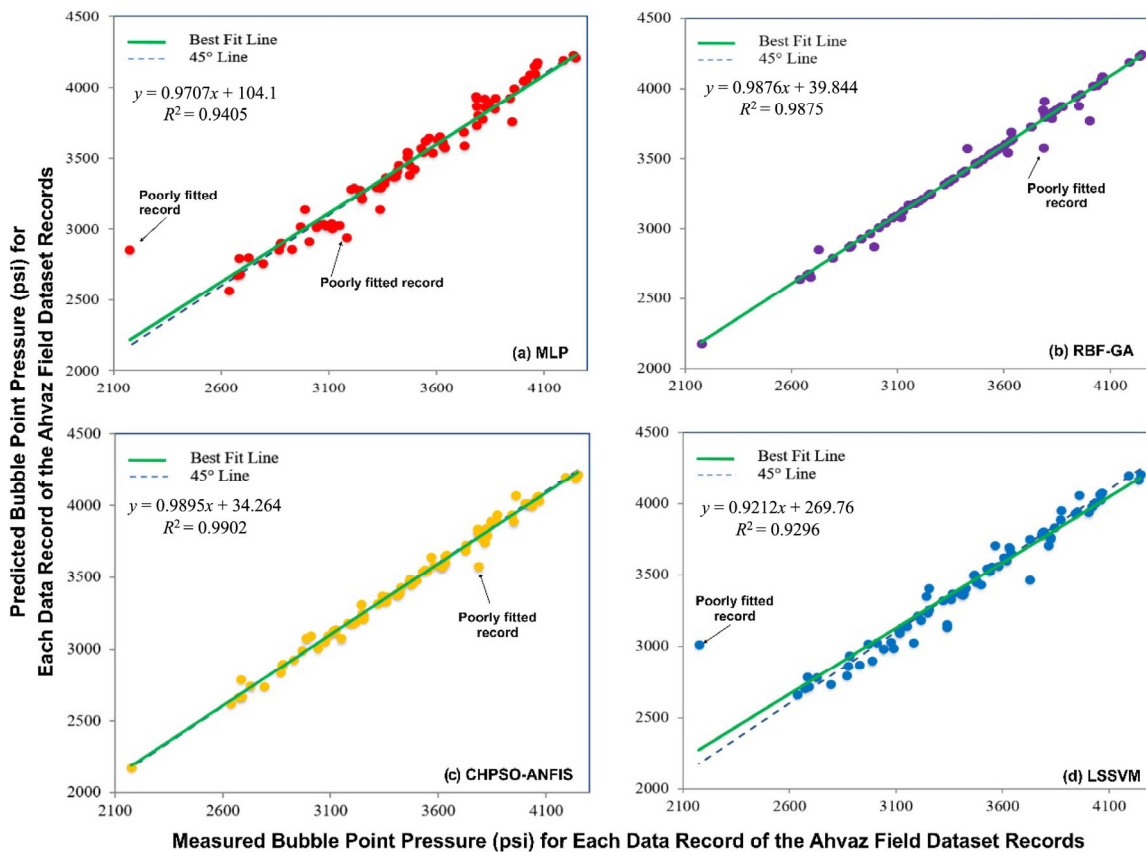 Predicted Bubble Point Pressure (psi) for
Each Data Record of the Ahvaz Field Dataset Records
4500
4000
3500
3000
2500
2000
Best Fit Line
45° Line
y = 0.9707x + 104.1
R² = 0.9405
Poorly fitted
record
Poorly fitted record
(a) MLP
2100 2600 3100 3600 4100
4500
4000
3500
3000
2500
2000
Best Fit Line
45° Line
y = 0.9876x + 39.844
R² = 0.9875
Poorly fitted
record
(b) RBF-GA
2100 2600 3100 3600 4100
4500
4000
3500
3000
2500
2000
Best Fit Line
45° Line
y = 0.9895x + 34.264
R² = 0.9902
Poorly fitted
record
(c) CHPSO-ANFIS
2100 2600 3100 3600 4100
4500
4000
3500
3000
2500
2000
Best Fit Line
45° Line
y = 0.9212x + 269.76
R² = 0.9296
Poorly fitted
record
(d) LSSVM
2100 2600 3100 3600 4100
Measured Bubble Point Pressure (psi) for Each Data Record of the Ahvaz Field Dataset Records